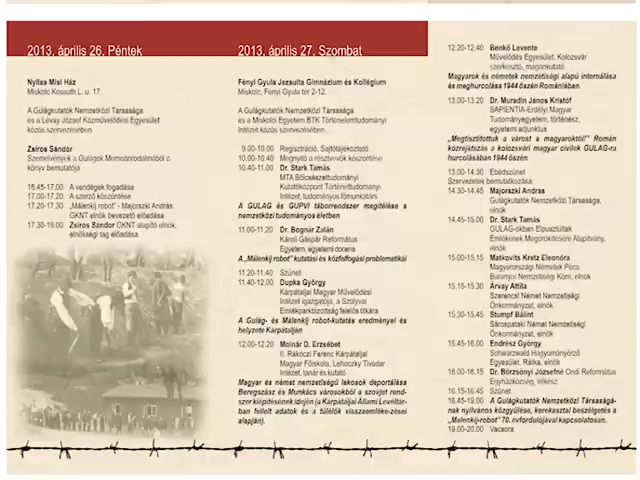 2013. április 26. Péntek
Nyilas Misi Ház
Miskolc Kossuth L. u. 17.
A Gulágkutatók Nemzetközi Társasága
és a Lévay József Közművelődési Egyesület
közös szervezésében
Zsíros Sándor
Szemelvények a Gulágok Memoárirodalmából c.
könyv bemutatója
16.45-17.00 A vendégek fogadása
17.00-17.20 A szerző köszöntése
17.20-17.30 „Málenkij robot" - Majorszki András
GKNT elnök bevezető előadása
17.30-19.00 Zsíros Sándor GKNT alapító elnök,
elnökségi tag előadása
2013. április 27. Szombat
Fényi Gyula Jezsuita Gimnázium és Kollégium
Miskolc, Fényi Gyula tér 2-12.
A Gulágkutatók Nemzetközi Társasága
és a Miskolci Egyetem BTK Történelemtudományi
Intézet közös szervezésében
9.00-10.00 Regisztráció, Sajtótájékoztató
10.00-10.40 Megnyitó a résztvevők köszöntése
10.40-11.00 Dr. Stark Tamás
MTA Bölcsészettudományi
Kutatóközpont Történettudományi
Intézet, tudományos főmunkatárs
A GULAG és GUPVI táborrendszer megítélése a
nemzetközi tudományos életben
11.00-11.20 Dr. Bognár Zalán
Károli Gáspár Református
Egyetem, egyetemi docens
A „Málenkij robot" kutatási és közfelfogási problematikái
11.20-11.40 Szünet
11.40-12.00 Dupka György
Kárpátaljai Magyar Művelődési
Intézet igazgatója, a Szolyvai
Emlékparkbizottság felelős titkára
A Gulág- és Málenkij robot-kutatás eredményei és
helyzete Kárpátalján
12.00-12.20 Molnár D. Erzsébet
II. Rákóczi Ferenc Kárpátaljai
Magyar Főiskola, Lehoczky Tivadar
Intézet, tanár és kutató
Magyar és német nemzetiségű lakosok deportálása
Beregszász és Munkács városokból a szovjet rend-
szer kiépítésének idején (a Kárpátaljai Állami Levéltár-
ban fellelt adatok és a túlélők visszaemlékezései
alapján).
12.20-12.40 Benkő Levente
Művelődés Egyesület, Kolozsvár
szerkesztő, magánkutató
Magyarok és németek nemzetiségi alapú internálása
és meghurcolása 1944 őszén Romániában.
13.00-13.20 Dr. Murádin János Kristóf
SAPIENTIA-Erdélyi Magyar
Tudományegyetem, történész,
egyetemi adjunktus
„Megtisztítottuk a várost a magyaroktól!" Román
közrejátszás a kolozsvári magyar civilek GULAG-ra
hurcolásában 1944 őszén
13.00-14.30 Ebédszünet
Szervezetek bemutatkozása:
14.30-14.45 Majorszki András
Gulágkutatók Nemzetközi Társasága,
elnök
14.45-15.00 Dr. Stark Tamás
GULAG-okban Elpusztultak
Emlékének Megörökítésére Alapítvány,
elnök
15.00-15.15 Matkovits Kretz Eleonóra
Magyarországi Németek Pécs
Baranyai Nemzetiségi Köri, elnök
15.15-15.30 Árvay Attila
Szerencsi Német Nemzetiségi
Önkormányzat, elnök
15.30-15.45 Stumpf Bálint
Sárospataki Német Nemzetiségi
Önkormányzat, elnök
15.45-16.00 Endrész György
Schwarzwald Hagyományőrző
Egyesület, Rátka, elnök
16.00-16.15 Dr. Börzsönyi Józsefné Ond Református
Egyházközség, lelkész
16.15-16.45 Szünet
16.45-19.00 A Gulágkutatók Nemzetközi Társaságá-
nak nyilvános közgyűlése, kerekasztal beszélgetés a
„Málenkij-robot" 70. évfordulójával kapcsolatosan.
19.00-20.00 Vacsora